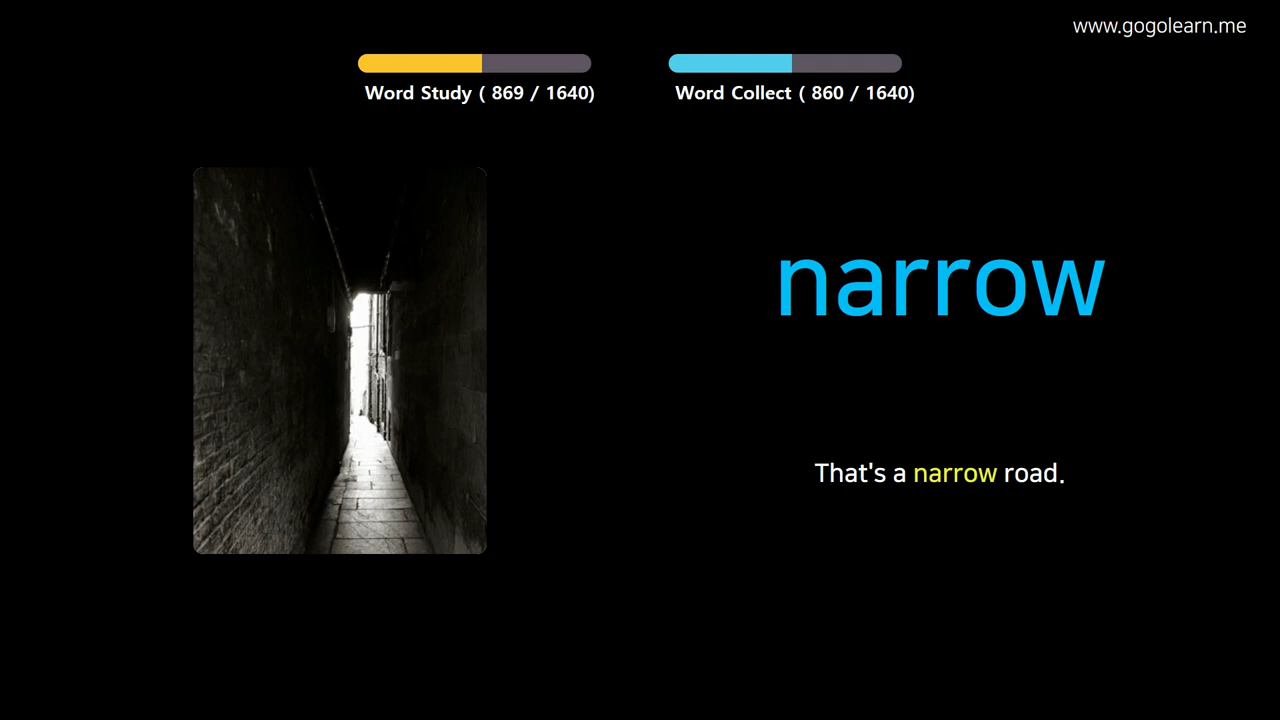 www.gogolearn.me
Word Study ( 869 / 1640)
Word Collect ( 860 / 1640)
narrow
That's a narrow road.